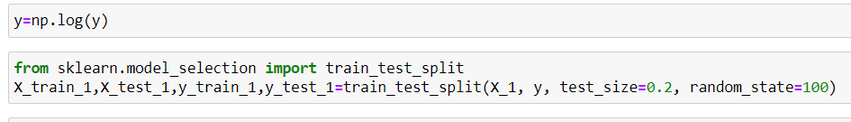 y=np.log(y)
from sklearn.model_selection import train_test_split
X_train_1,X_test_1,y_train_1,y_test_1=train_test_split(X_1, y, test_size=0.2, random_state=100)